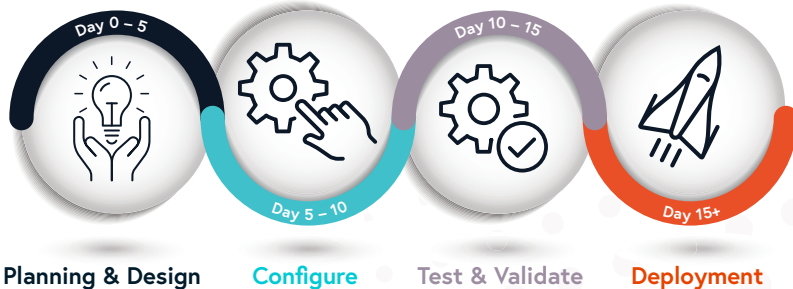 Day 0 – 5
Day 5 – 10
Day 10 – 15
Day 15+
Planning & Design
Configure
Test & Validate
Deployment